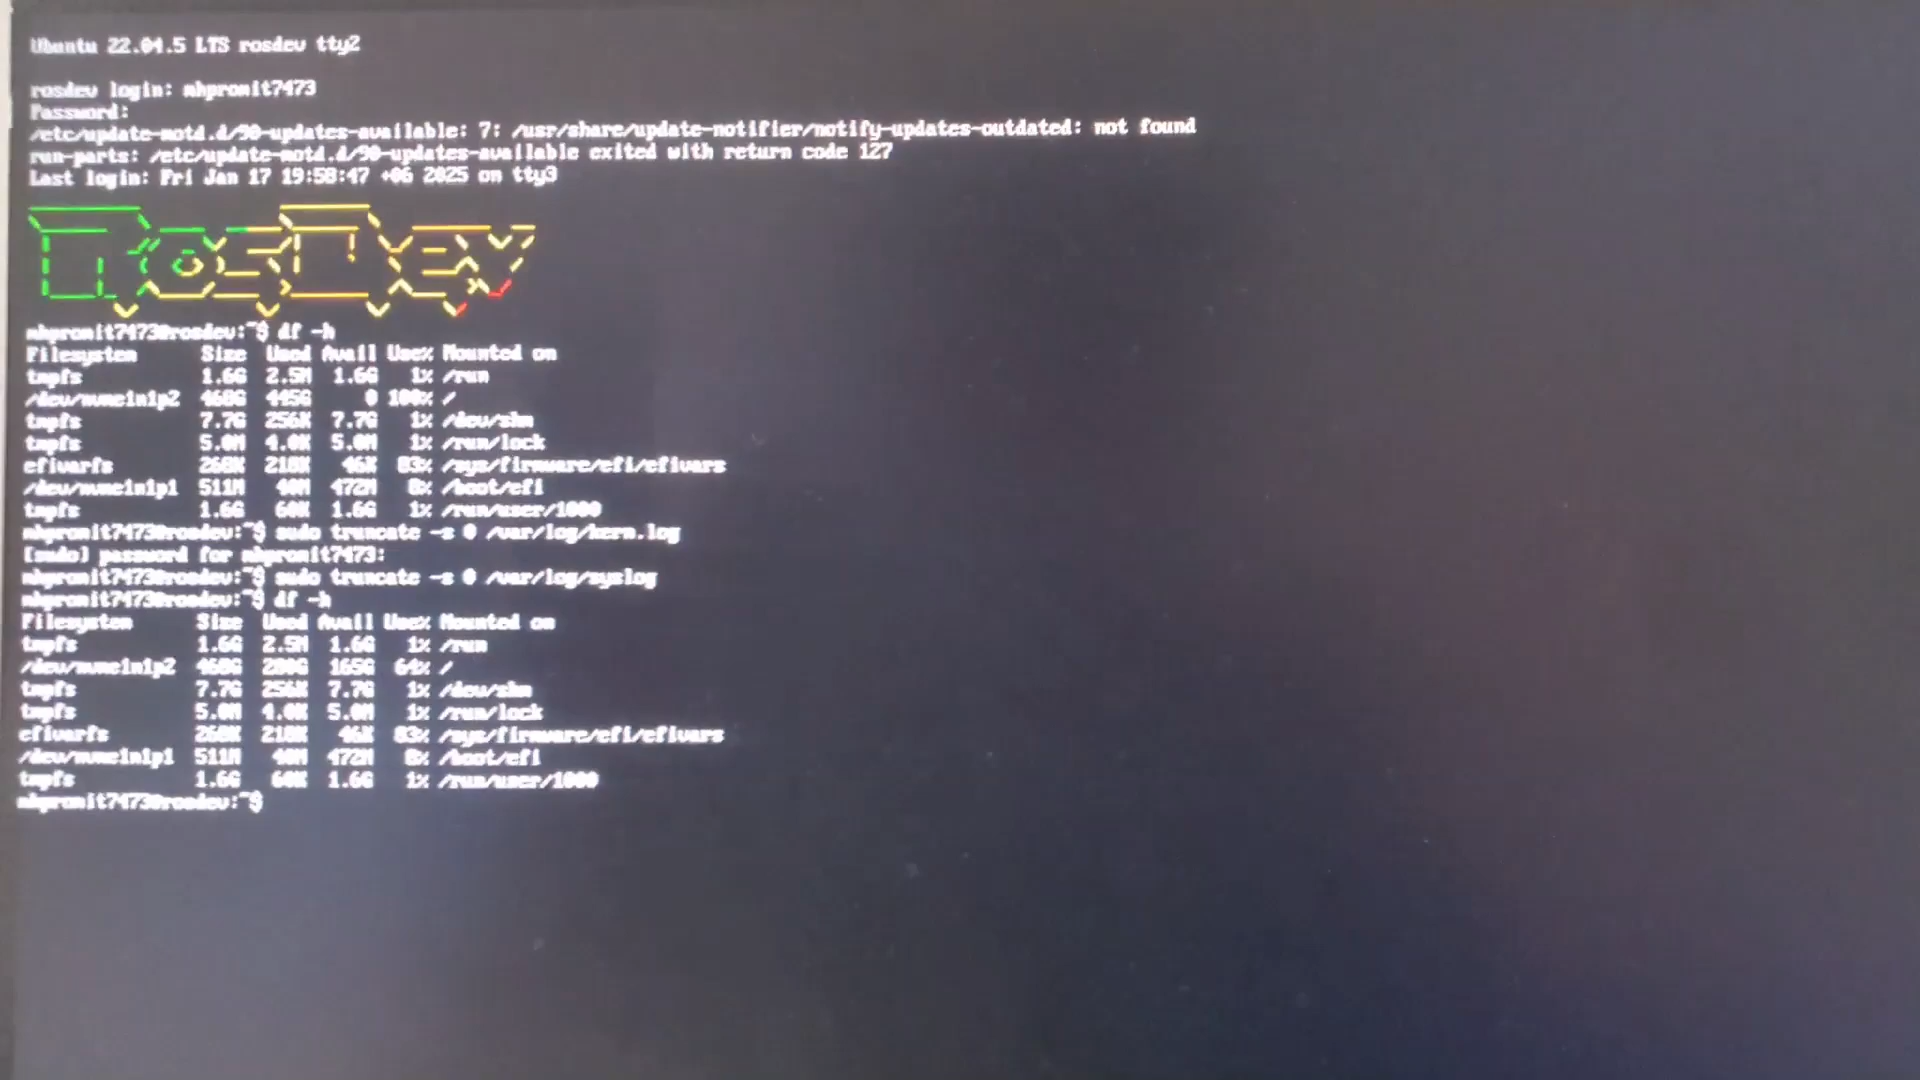 Ubuntu 22.04.5 LTS rosdev tty2
rosdev login: mhpromit7473
Password:
/etc/update-motd.d/90-updates-available: 7: /usr/share/update-notifier/notify-updates-outdated: not found
run-parts: /etc/update-motd.d/90-updates-available exited with return code 127
Last login: Fri Jan 17 19:58:47 +06 2025 on tty3
RosDev
mhpromit7473@rosdev:~$ df -h
Filesystem Size Used Avail Use% Mounted on
tmpfs 1.6G 2.5M 1.6G 1% /run
/dev/nvme1n1p2 468G 445G 0 100% /
tmpfs 7.7G 256K 7.7G 1% /dev/shm
tmpfs 5.0M 4.0K 5.0M 1% /run/lock
efivarfs 268K 218K 46K 83% /sys/firmware/efi/efivars
/dev/nvme1n1p1 511M 40M 472M 8% /boot/efi
tmpfs 1.6G 60K 1.6G 1% /run/user/1000
mhpromit7473@rosdev:~$ sudo truncate -s 0 /var/log/kern.log
[sudo] password for mhpromit7473:
mhpromit7473@rosdev:~$ sudo truncate -s 0 /var/log/syslog
mhpromit7473@rosdev:~$ df -h
Filesystem Size Used Avail Use% Mounted on
tmpfs 1.6G 2.5M 1.6G 1% /run
/dev/nvme1n1p2 468G 280G 165G 64% /
tmpfs 7.7G 256K 7.7G 1% /dev/shm
tmpfs 5.0M 4.0K 5.0M 1% /run/lock
efivarfs 268K 218K 46K 83% /sys/firmware/efi/efivars
/dev/nvme1n1p1 511M 40M 472M 8% /boot/efi
tmpfs 1.6G 60K 1.6G 1% /run/user/1000
mhpromit7473@rosdev:~$